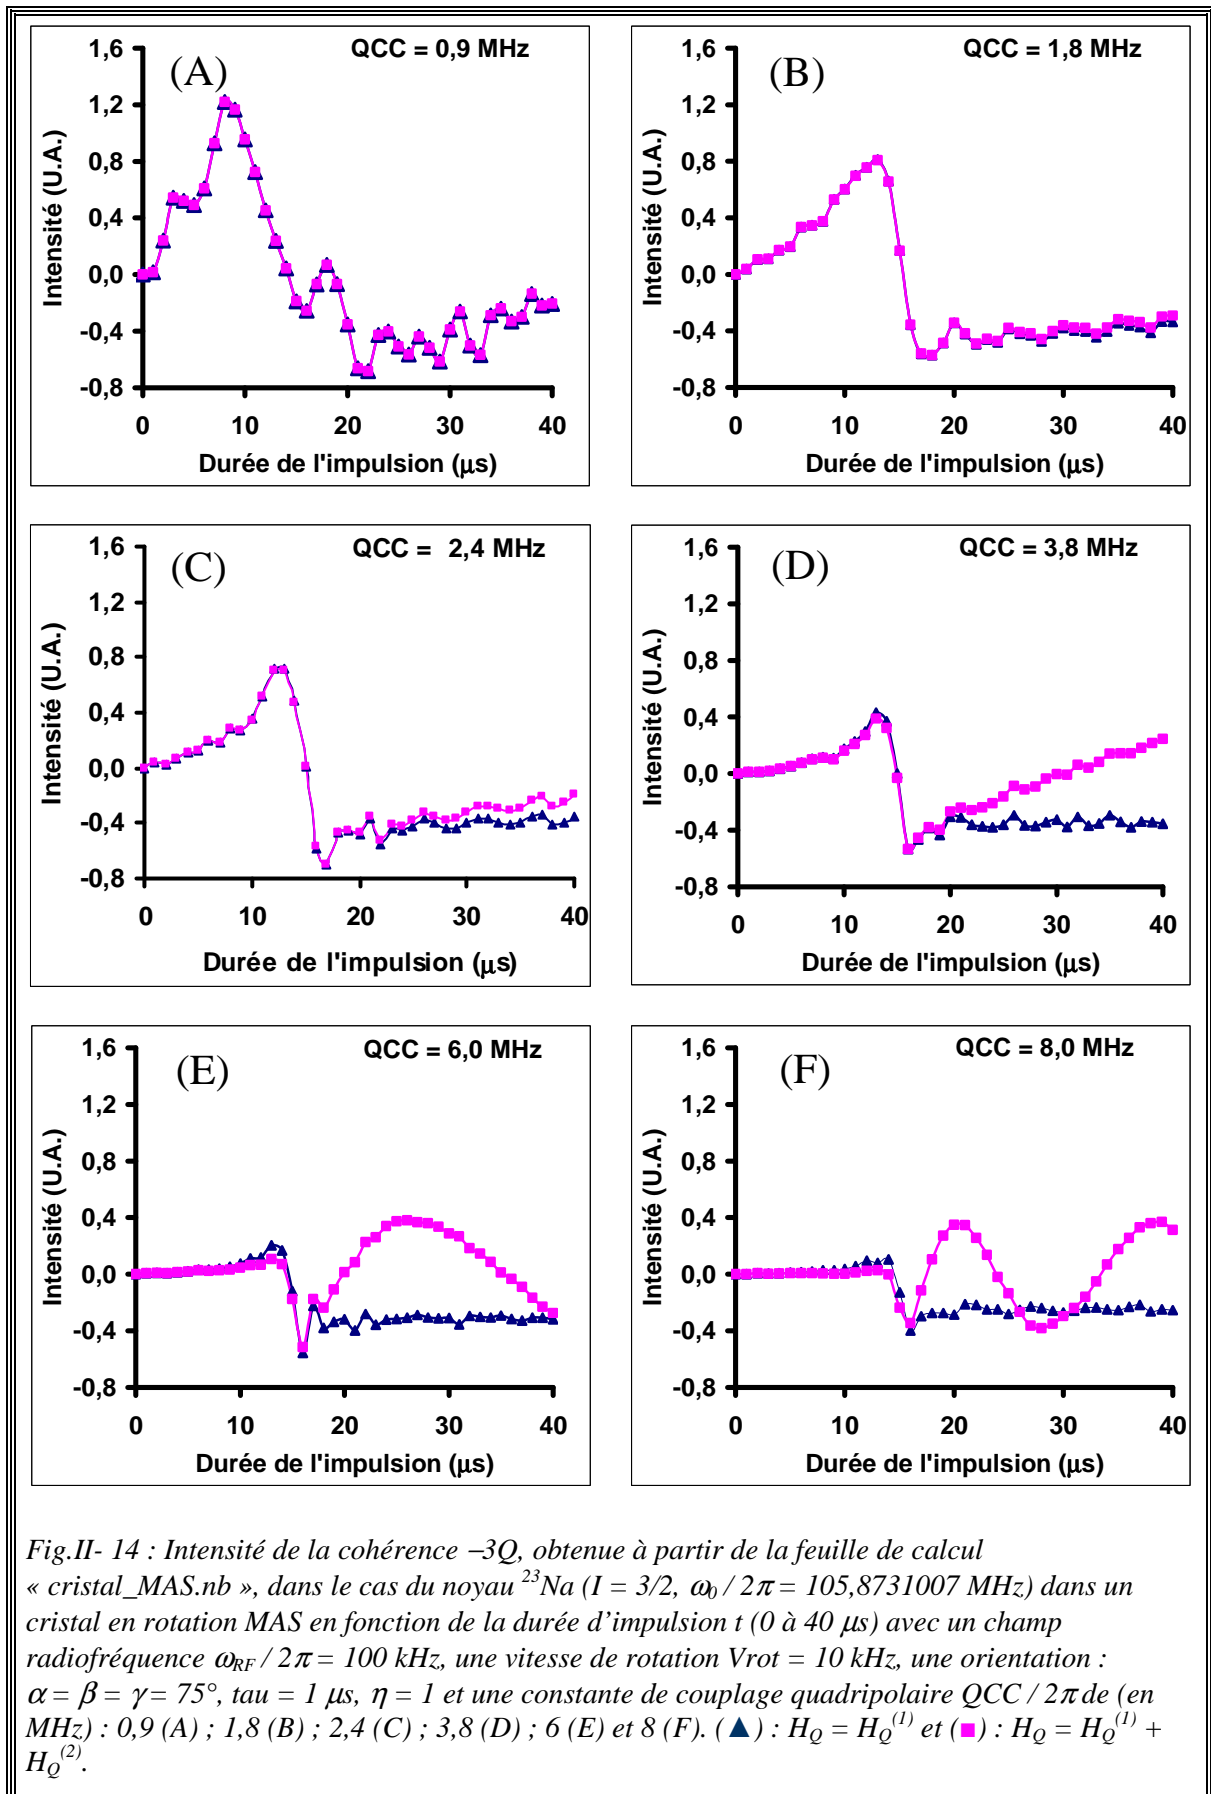 (A)
QCC = 0,9 MHz
Intensité (U.A.)
1,6
1,2
0,8
0,4
0,0
-0,4
-0,8
0 10 20 30 40
Durée de l'impulsion (μs)
(B)
QCC = 1,8 MHz
Intensité (U.A.)
1,6
1,2
0,8
0,4
0,0
-0,4
-0,8
0 10 20 30 40
Durée de l'impulsion (μs)
(C)
QCC = 2,4 MHz
Intensité (U.A.)
1,6
1,2
0,8
0,4
0,0
-0,4
-0,8
0 10 20 30 40
Durée de l'impulsion (μs)
(D)
QCC = 3,8 MHz
Intensité (U.A.)
1,6
1,2
0,8
0,4
0,0
-0,4
-0,8
0 10 20 30 40
Durée de l'impulsion (μs)
(E)
QCC = 6,0 MHz
Intensité (U.A.)
1,6
1,2
0,8
0,4
0,0
-0,4
-0,8
0 10 20 30 40
Durée de l'impulsion (μs)
(F)
QCC = 8,0 MHz
Intensité (U.A.)
1,6
1,2
0,8
0,4
0,0
-0,4
-0,8
0 10 20 30 40
Durée de l'impulsion (μs)
Fig.II- 14 : Intensité de la cohérence −3Q, obtenue à partir de la feuille de calcul
« cristal_MAS.nb », dans le cas du noyau ²³Na (I = 3/2, ω₀ / 2π = 105,8731007 MHz) dans un
cristal en rotation MAS en fonction de la durée d'impulsion t (0 à 40 μs) avec un champ
radiofréquence ω_RF / 2π = 100 kHz, une vitesse de rotation Vrot = 10 kHz, une orientation :
α = β = γ = 75°, tau = 1 μs, η = 1 et une constante de couplage quadripolaire QCC / 2π de (en
MHz) : 0,9 (A) ; 1,8 (B) ; 2,4 (C) ; 3,8 (D) ; 6 (E) et 8 (F). (▲) : H_Q = H_Q⁽¹⁾ et (■) : H_Q = H_Q⁽¹⁾ +
H_Q⁽²⁾.